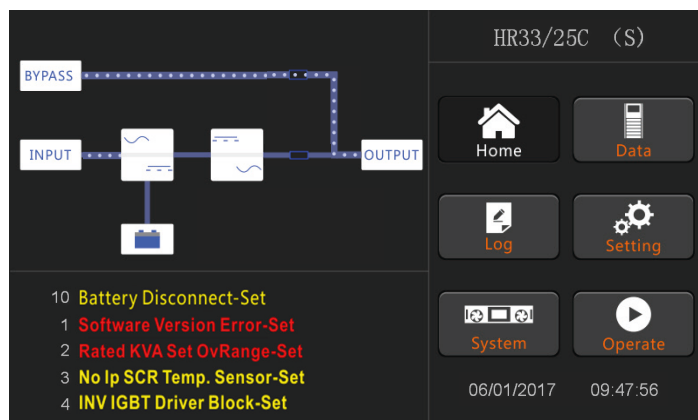 HR33/25C (S)
BYPASS
INPUT
OUTPUT
Home
Data
Log
Setting
System
Operate
10 Battery Disconnect-Set
1 Software Version Error-Set
2 Rated KVA Set OvRange-Set
3 No Ip SCR Temp. Sensor-Set
4 INV IGBT Driver Block-Set
06/01/2017 09:47:56